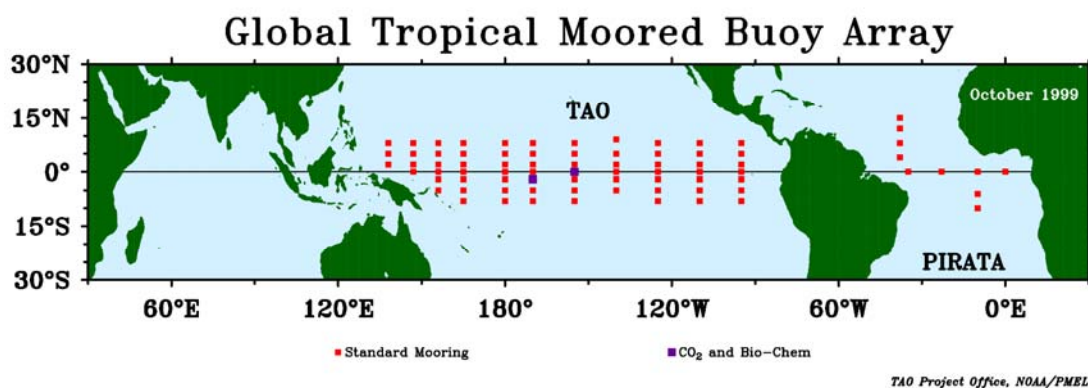 Global Tropical Moored Buoy Array
30°N
15°N
0°
15°S
30°S
TAO
October 1999
PIRATA
60°E
120°E
180°
120°W
60°W
0°E
Standard Mooring
CO₂ and Bio-Chem
TAO Project Office, NOAA/PMEL